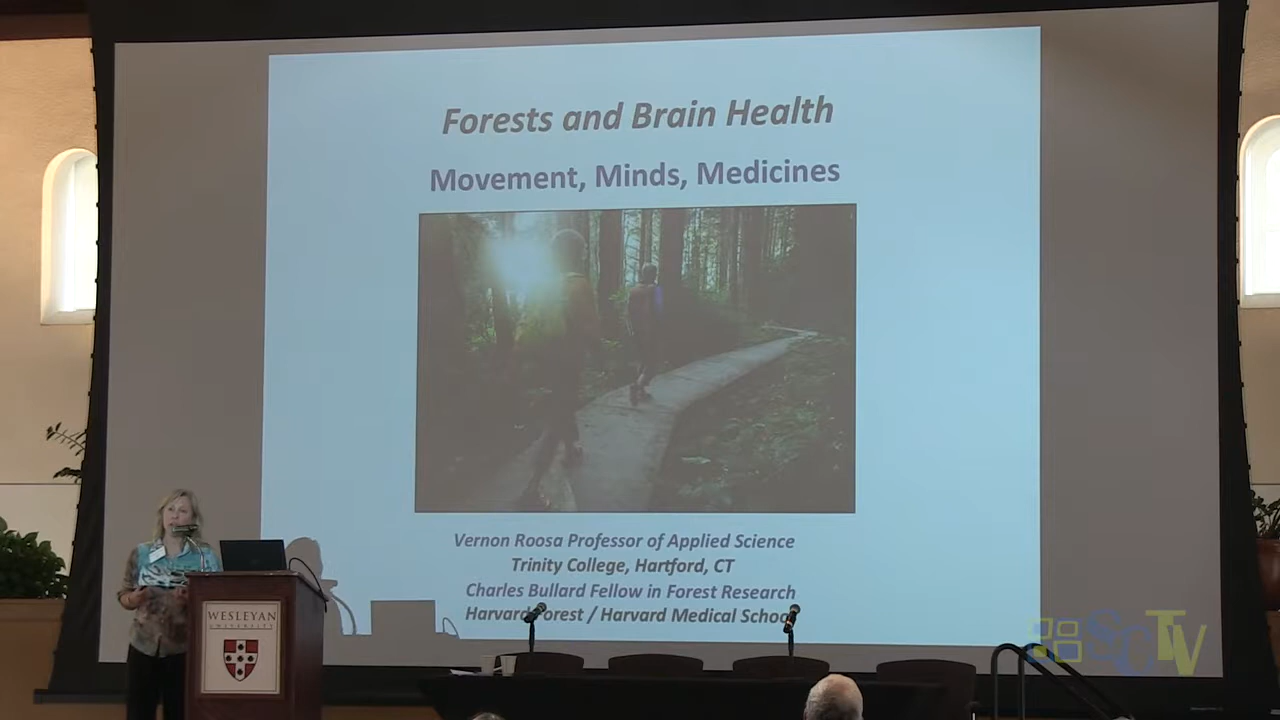 Forests and Brain Health
Movement, Minds, Medicines
Vernon Roosa Professor of Applied Science
Trinity College, Hartford, CT
Charles Bullard Fellow in Forest Research
Harvard Forest / Harvard Medical School
WESLEYAN
UNIVERSITY
SGTV